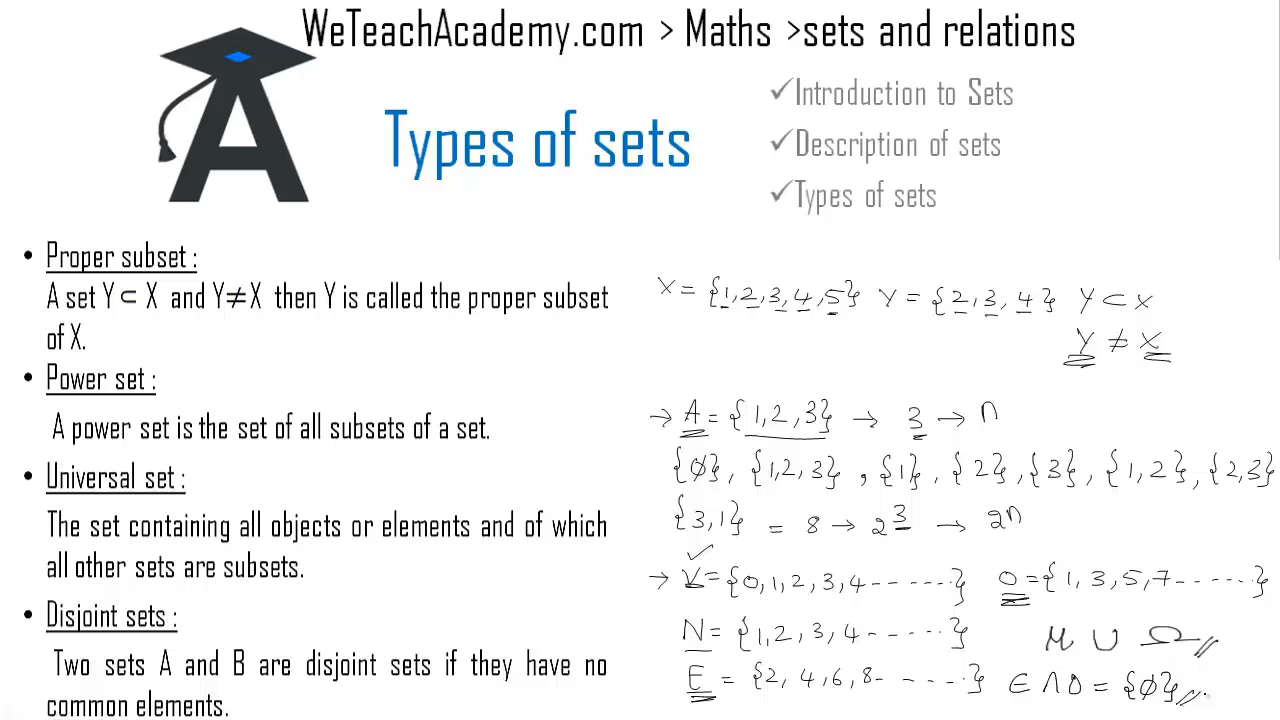 WeTeachAcademy.com > Maths >sets and relations
Types of sets
✓Introduction to Sets
✓Description of sets
✓Types of sets
• Proper subset :
A set Y ⊂ X and Y≠X then Y is called the proper subset
of X.
• Power set :
A power set is the set of all subsets of a set.
• Universal set :
The set containing all objects or elements and of which
all other sets are subsets.
• Disjoint sets :
Two sets A and B are disjoint sets if they have no
common elements.
X = {1,2,3,4,5} Y = {2,3,4} Y ⊂ X
Y ≠ X
→ A = {1,2,3} → 3 → n
{∅}, {1,2,3}, {1}, {2}, {3}, {1,2}, {2,3}
{3,1} = 8 → 2³ → 2ⁿ
→ V = {0,1,2,3,4-- ------} O = {1,3,5,7-------}
N = {1,2,3,4------} μ ∪ Ω
E = {2,4,6,8- ------} E ∩ O = {∅}